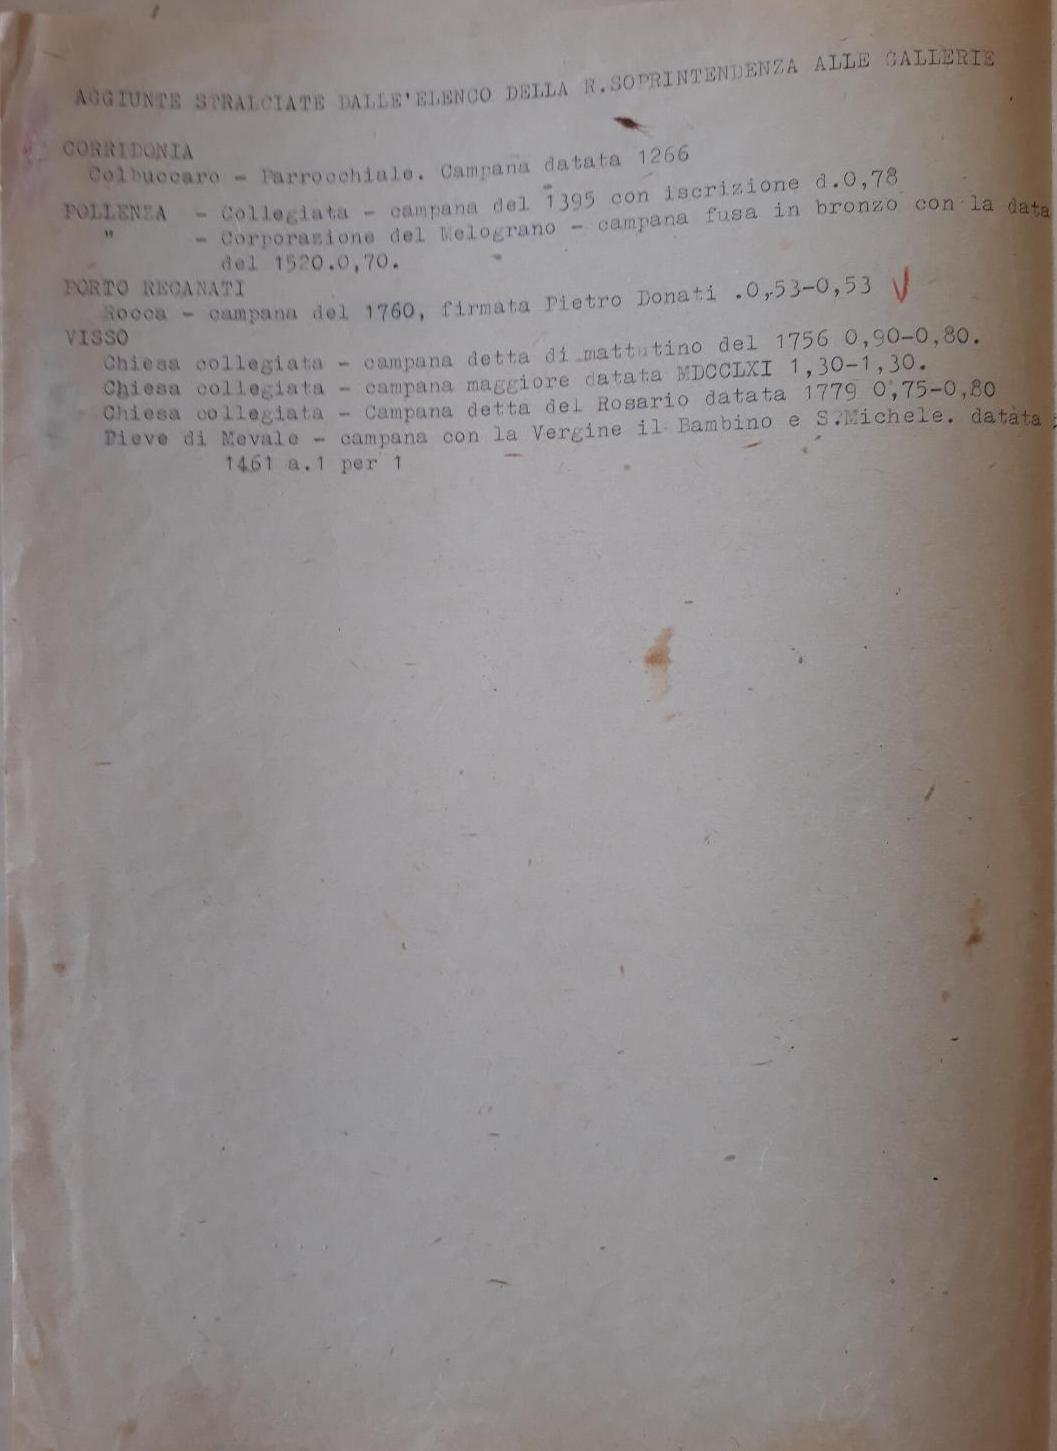 AGGIUNTE STRALCIATE DALLE'ELENCO DELLA R.SOPRINTENDENZA ALLE GALLERIE
CORRIDONIA
Colbuccaro - Parrocchiale. Campana datata 1266
POLLENZA - Collegiata - campana del 1395 con iscrizione d.0,78
" - Corporazione del Melograno - campana fusa in bronzo con la data
del 1520.0,70.
PORTO RECANATI
Rocca - campana del 1760, firmata Pietro Donati .0,53-0,53 V
VISSO
Chiesa collegiata - campana detta di mattutino del 1756 0,90-0,80.
Chiesa collegiata - campana maggiore datata MDCCLXI 1,30-1,30.
Chiesa collegiata - Campana detta del Rosario datata 1779 0,75-0,80
Pieve di Mevale - campana con la Vergine il Bambino e S.Michele. datata
1461 a.1 per 1